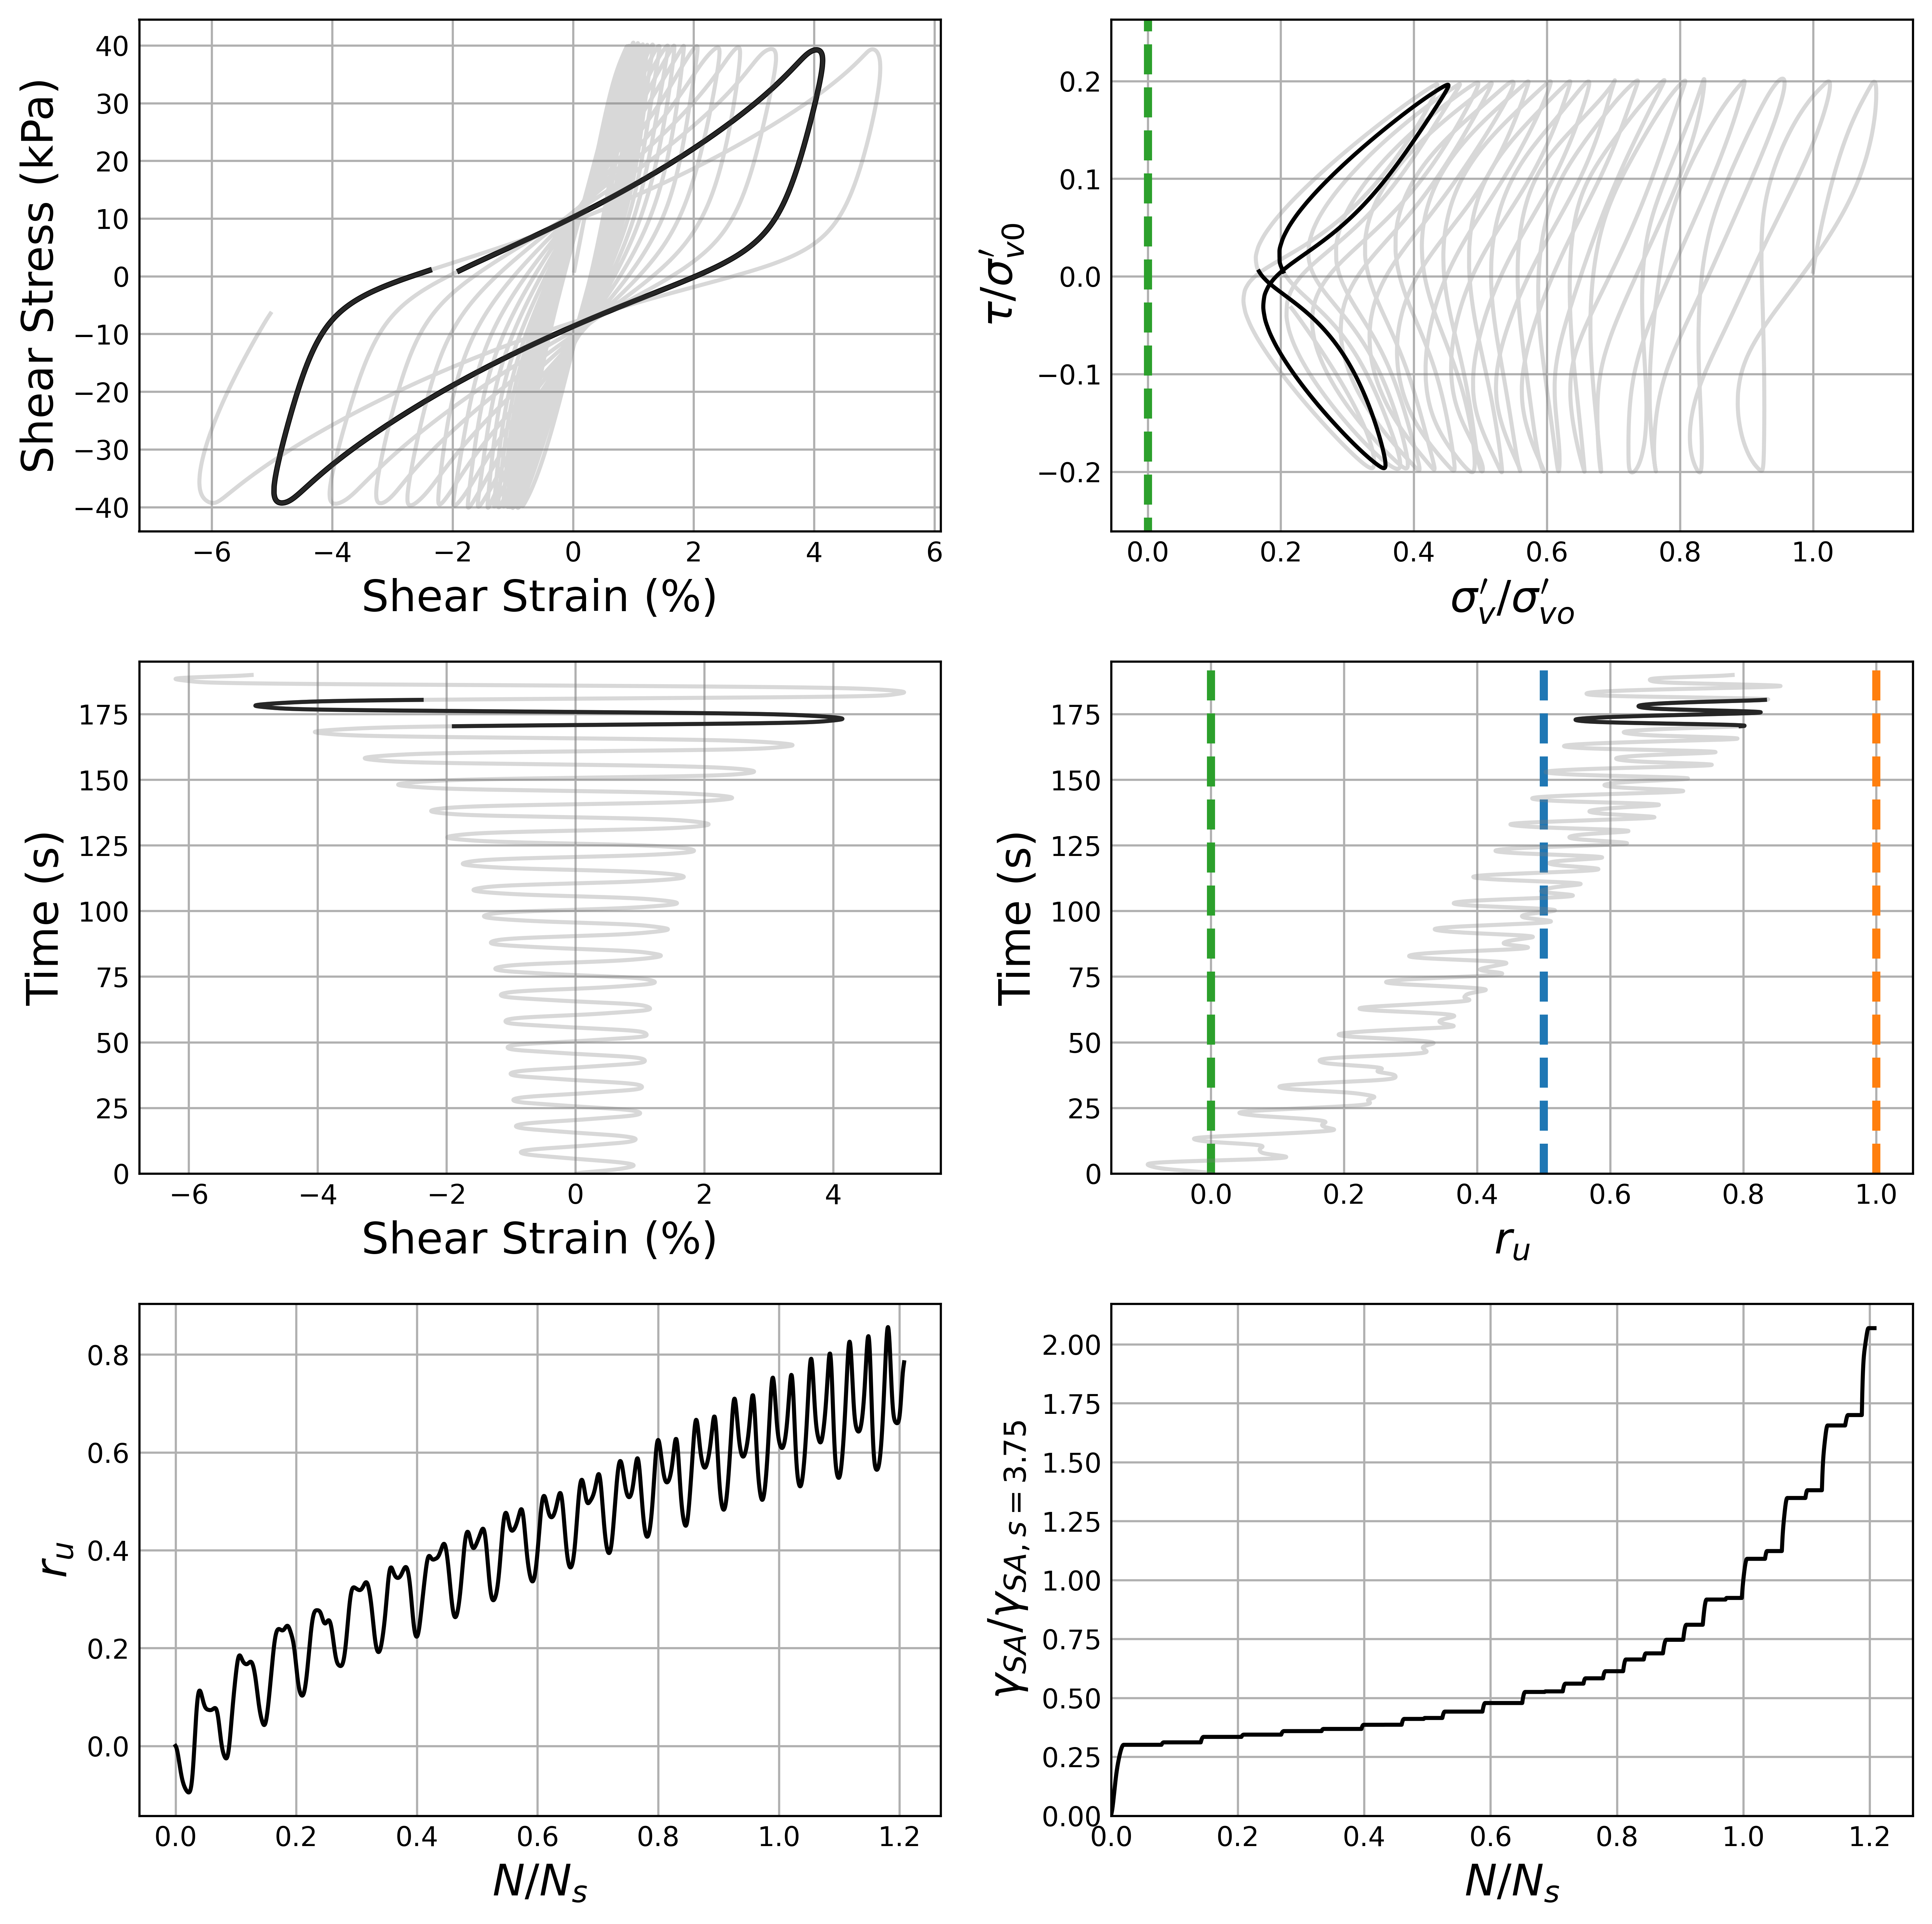 40
30
20
10
0
−10
−20
−30
−40
Shear Stress (kPa)
−6 −4 −2 0 2 4 6
Shear Strain (%)
0.2
0.1
0.0
−0.1
−0.2
τ/σ′v0
0.0 0.2 0.4 0.6 0.8 1.0
σ′v/σ′vo
175
150
125
100
75
50
25
0
Time (s)
−6 −4 −2 0 2 4
Shear Strain (%)
175
150
125
100
75
50
25
0
Time (s)
0.0 0.2 0.4 0.6 0.8 1.0
ru
0.8
0.6
0.4
0.2
0.0
ru
0.0 0.2 0.4 0.6 0.8 1.0 1.2
N/Ns
2.00
1.75
1.50
1.25
1.00
0.75
0.50
0.25
0.00
γSA/γSA, s = 3.75
0.0 0.2 0.4 0.6 0.8 1.0 1.2
N/Ns